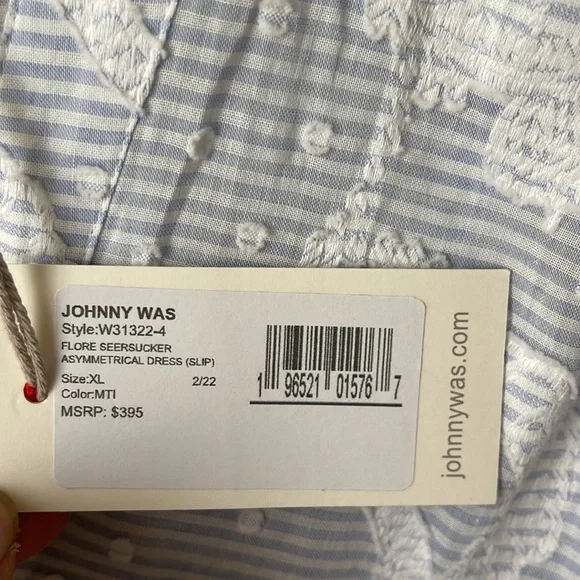 JOHNNY WAS
Style:W31322-4
FLORE SEERSUCKER
ASYMMETRICAL DRESS (SLIP)
Size:XL 2/22
Color:MTI
MSRP: $395
1 96521 01576 7
johnnywas.com